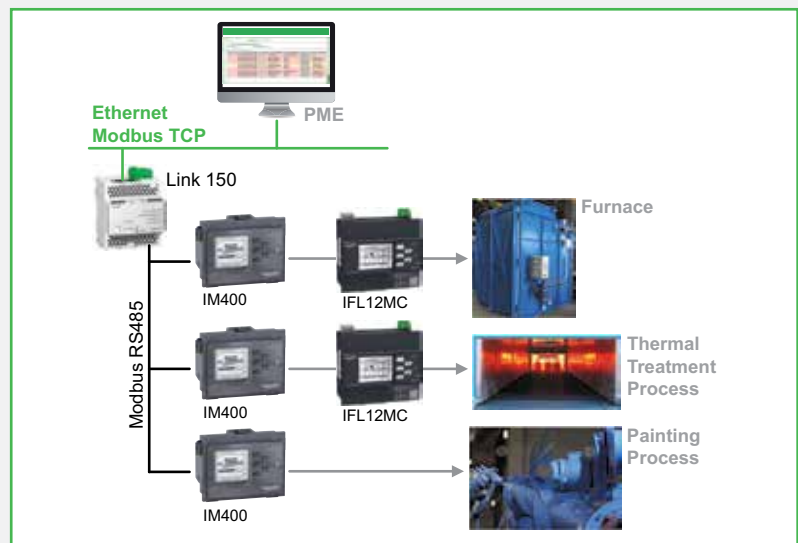 PME
Ethernet
Modbus TCP
Link 150
Modbus RS485
IM400
IFL12MC
Furnace
IM400
IFL12MC
Thermal
Treatment
Process
IM400
Painting
Process